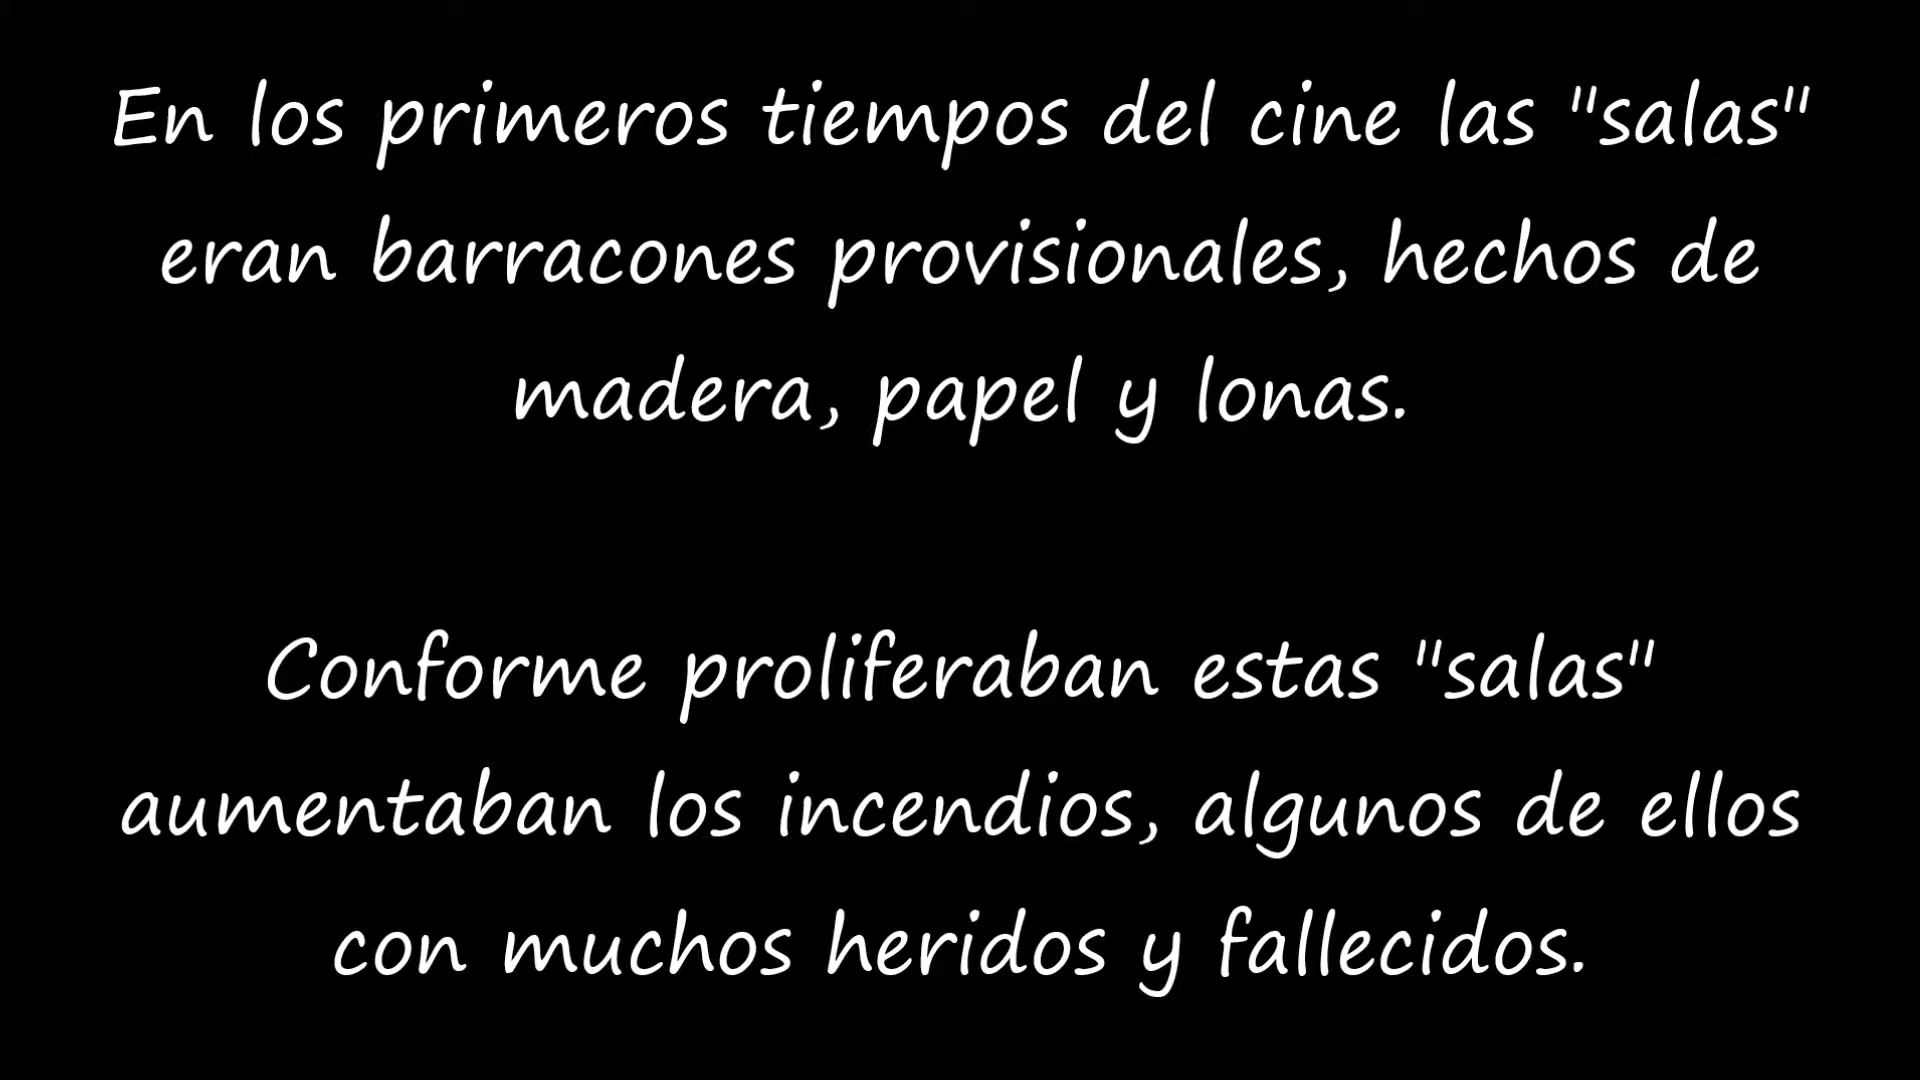 En los primeros tiempos del cine las "salas"
eran barracones provisionales, hechos de
madera, papel y lonas.
Conforme proliferaban estas "salas"
aumentaban los incendios, algunos de ellos
con muchos heridos y fallecidos.